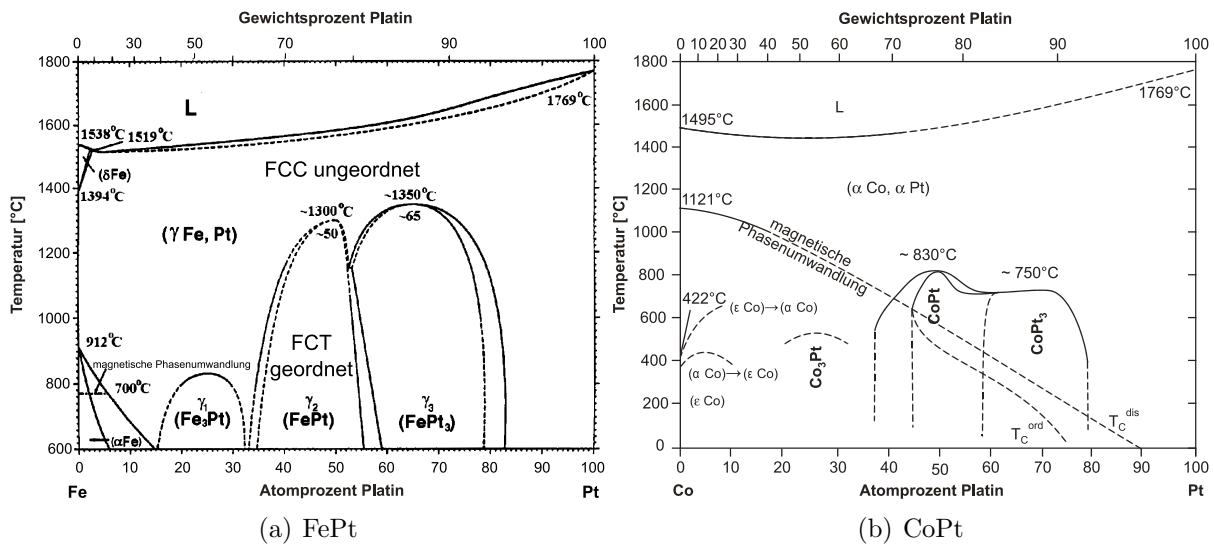 Gewichtsprozent Platin
0 10 30 50 70 80 90 100
Temperatur [°C]
1800
1600
1400
1200
1000
800
600
L
1538°C
1519°C
(δFe)
1394°C
1769°C
FCC ungeordnet
(γ Fe, Pt)
~1300°C
~50
~1350°C
~65
912°C
magnetische Phasenumwandlung
700°C
(αFe)
γ1
(Fe3Pt)
FCT
geordnet
γ2
(FePt)
γ3
(FePt3)
0 10 20 30 40 50 60 70 80 90 100
Fe Atomprozent Platin Pt
(a) FePt
Gewichtsprozent Platin
0 10 20 30 40 50 60 70 80 90 100
Temperatur [°C]
1800
1600
1400
1200
1000
800
600
400
200
0
L
1495°C
1769°C
(α Co, α Pt)
1121°C
magnetische
Phasenumwandlung
~ 830°C
~ 750°C
422°C
(ε Co)→(α Co)
(α Co)→(ε Co)
(ε Co)
Co3Pt
CoPt
CoPt3
TC ord
TC dis
0 10 20 30 40 50 60 70 80 90 100
Co Atomprozent Platin Pt
(b) CoPt